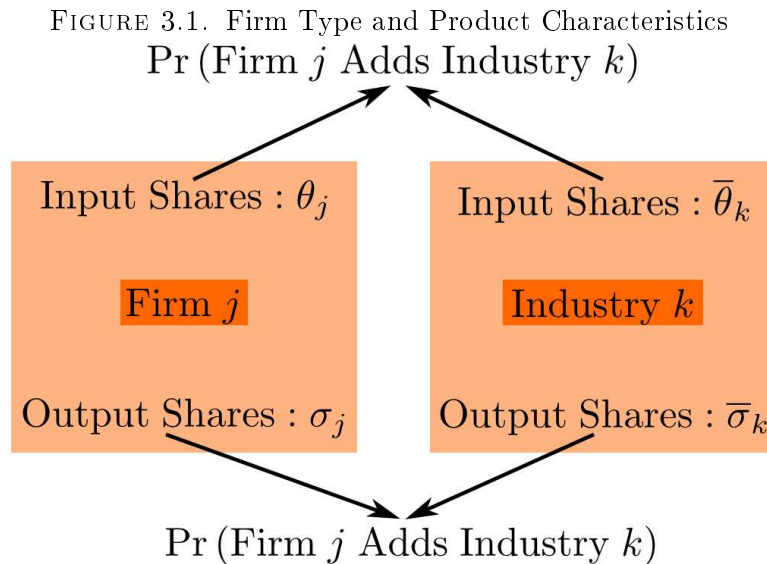 FIGURE 3.1. Firm Type and Product Characteristics
Pr (Firm j Adds Industry k)
Input Shares : θ_j
Input Shares : θ̅_k
Firm j
Industry k
Output Shares : σ_j
Output Shares : σ̅_k
Pr (Firm j Adds Industry k)